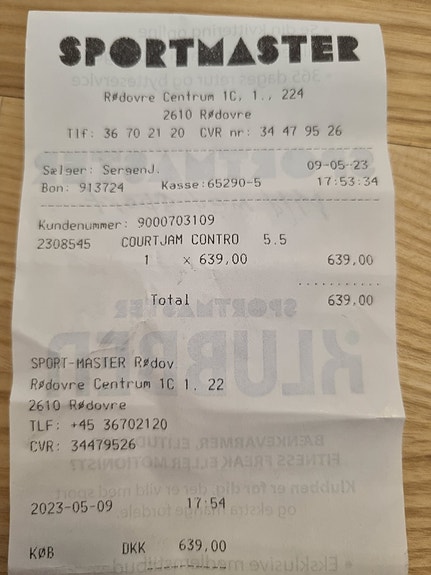 SPORTMASTER
Rødovre Centrum 1C, 1., 224
2610 Rødovre
Tlf: 36 70 21 20 CVR nr: 34 47 95 26
Sælger: SergenJ. 09-05-23
Bon: 913724 Kasse:65290-5 17:53:34
Kundenummer: 9000703109
2308545 COURTJAM CONTRO 5.5
1 x 639,00 639,00
Total 639,00
SPORT-MASTER Rødov
Rødovre Centrum 1C 1, 22
2610 Rødovre
TLF: +45 36702120
CVR: 34479526
2023-05-09 17:54
KØB DKK 639,00